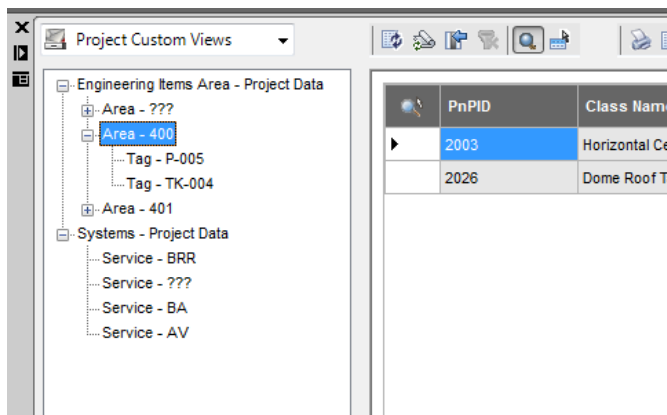 Project Custom Views
Engineering Items Area - Project Data
Area - ???
Area - 400
Tag - P-005
Tag - TK-004
Area - 401
Systems - Project Data
Service - BRR
Service - ???
Service - BA
Service - AV
PnPID Class Name
2003 Horizontal Ce
2026 Dome Roof T